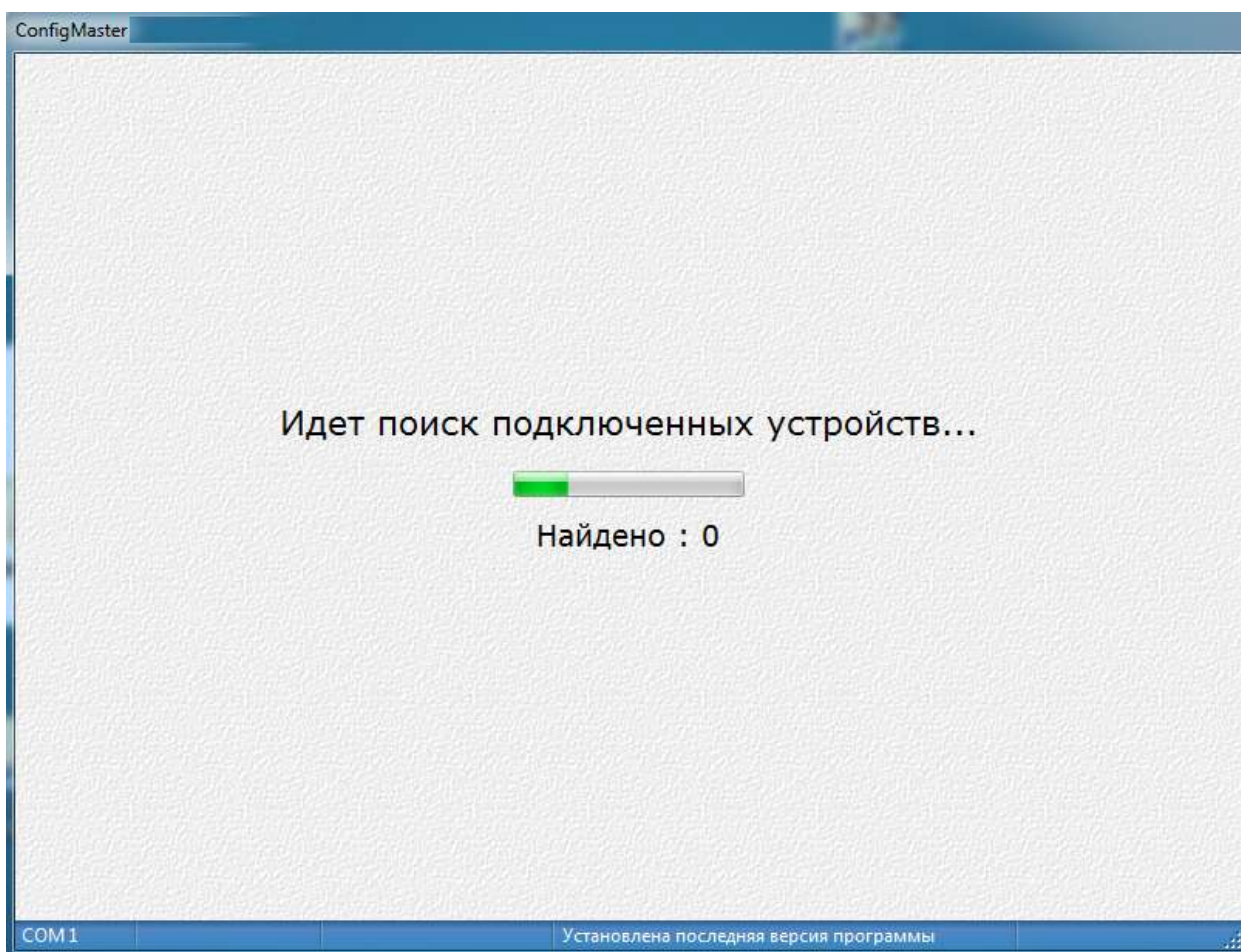 ConfigMaster
Идет поиск подключенных устройств...
Найдено : 0
COM1 Установлена последняя версия программы